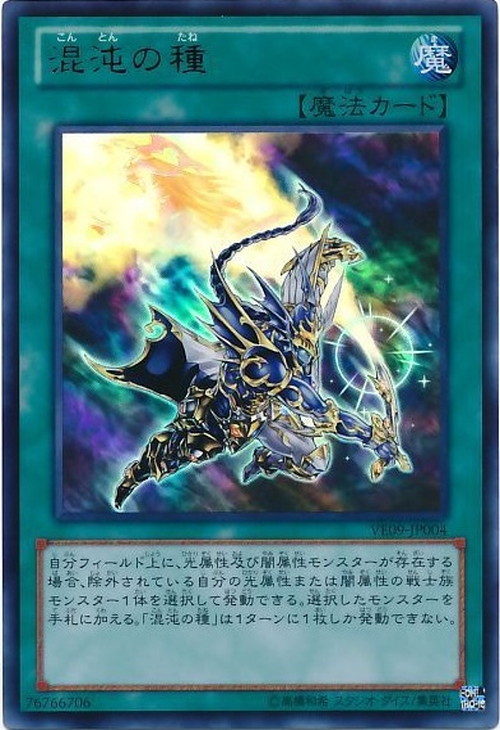 混沌の種
魔
【魔法カード】
VE09-JP004
自分フィールド上に、光属性及び闇属性モンスターが存在する
場合、除外されている自分の光属性または闇属性の戦士族
モンスター1体を選択して発動できる。選択したモンスターを
手札に加える。「混沌の種」は1ターンに1枚しか発動できない。
76766706
©高橋和希 スタジオ・ダイス/集英社